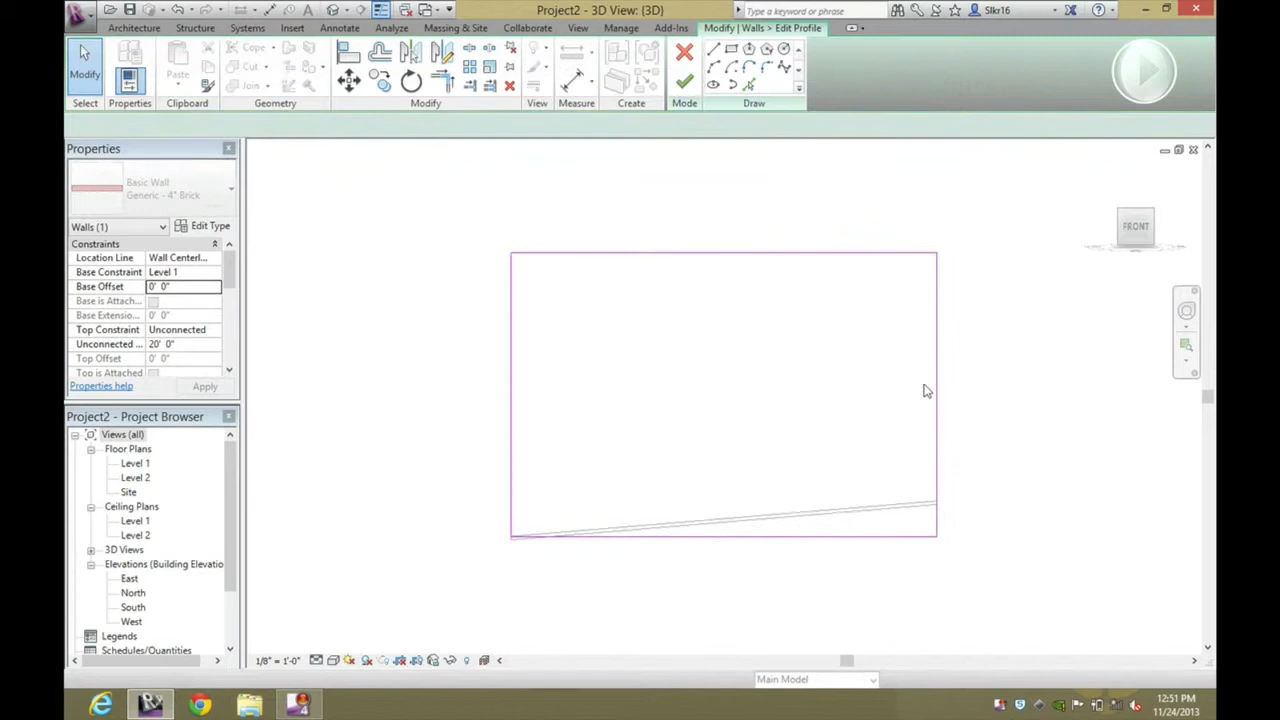 Project2 - 3D View: {3D}
Type a keyword or phrase
Slkr16
Architecture
Structure
Systems
Insert
Annotate
Analyze
Massing & Site
Collaborate
View
Manage
Add-Ins
Modify | Walls > Edit Profile
Modify
Paste
Cope
Cut
Join
Select
Properties
Clipboard
Geometry
Modify
View
Measure
Create
Mode
Draw
Properties
Basic Wall
Generic - 4" Brick
Walls (1)
Edit Type
Constraints
Location Line
Wall Centerl...
Base Constraint
Level 1
Base Offset
0' 0"
Base is Attach...
Base Extensio...
0' 0"
Top Constraint
Unconnected
Unconnected ...
20' 0"
Top Offset
0' 0"
Top is Attached
Properties help
Apply
Project2 - Project Browser
Views (all)
Floor Plans
Level 1
Level 2
Site
Ceiling Plans
Level 1
Level 2
3D Views
Elevations (Building Elevatio
East
North
South
West
Legends
Schedules/Quantities
FRONT
1/8" = 1'-0"
Main Model
12:51 PM
11/24/2013